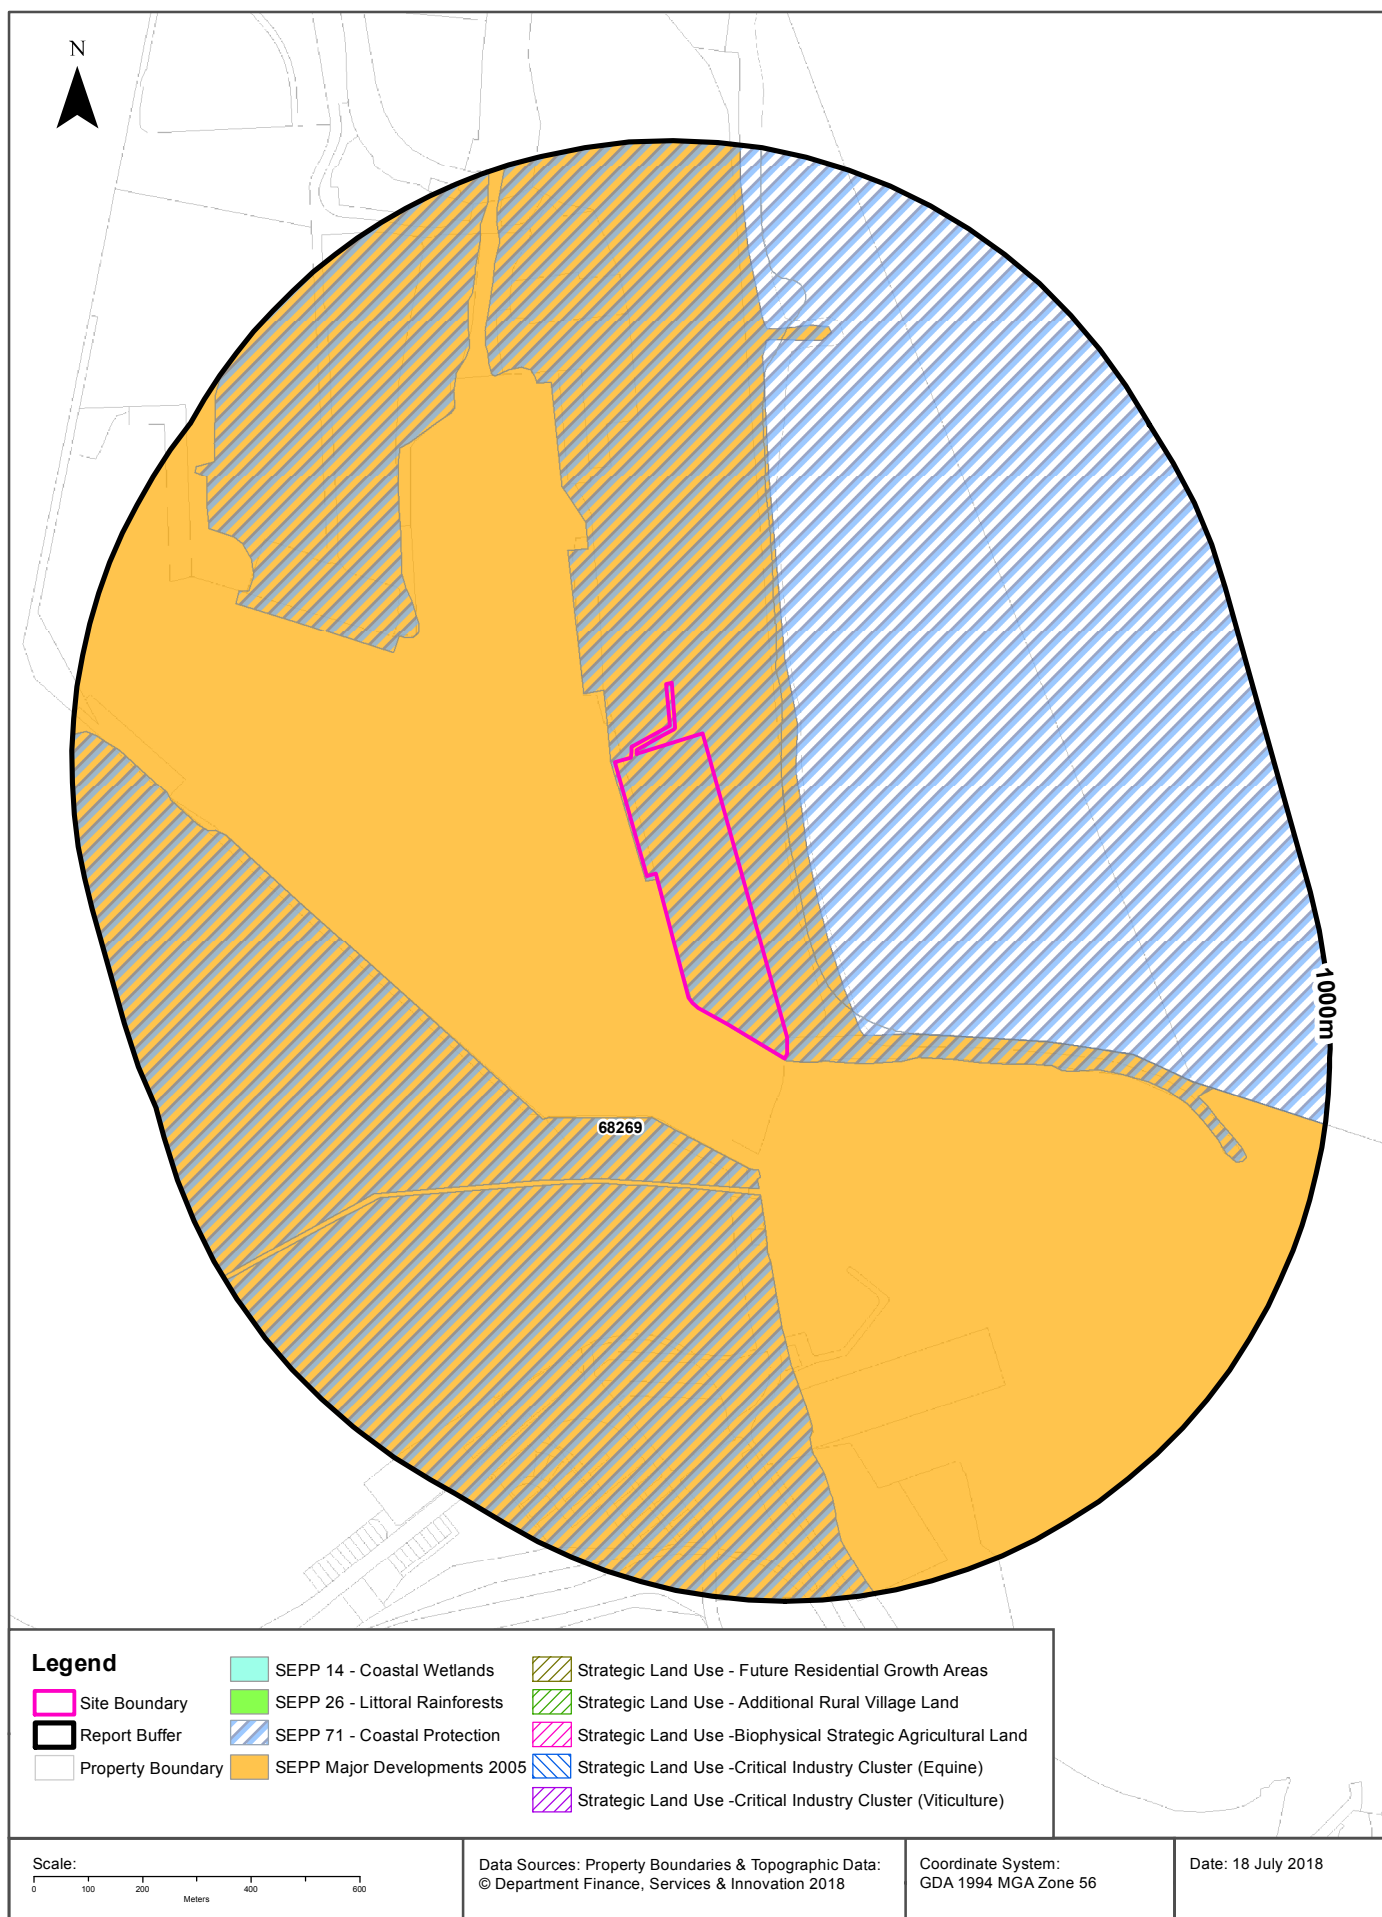 N
1000m
68269
Legend
Site Boundary
Report Buffer
Property Boundary
SEPP 14 - Coastal Wetlands
SEPP 26 - Littoral Rainforests
SEPP 71 - Coastal Protection
SEPP Major Developments 2005
Strategic Land Use - Future Residential Growth Areas
Strategic Land Use - Additional Rural Village Land
Strategic Land Use -Biophysical Strategic Agricultural Land
Strategic Land Use -Critical Industry Cluster (Equine)
Strategic Land Use -Critical Industry Cluster (Viticulture)
Scale:
0 100 200 400 600
Meters
Data Sources: Property Boundaries & Topographic Data:
© Department Finance, Services & Innovation 2018
Coordinate System:
GDA 1994 MGA Zone 56
Date: 18 July 2018